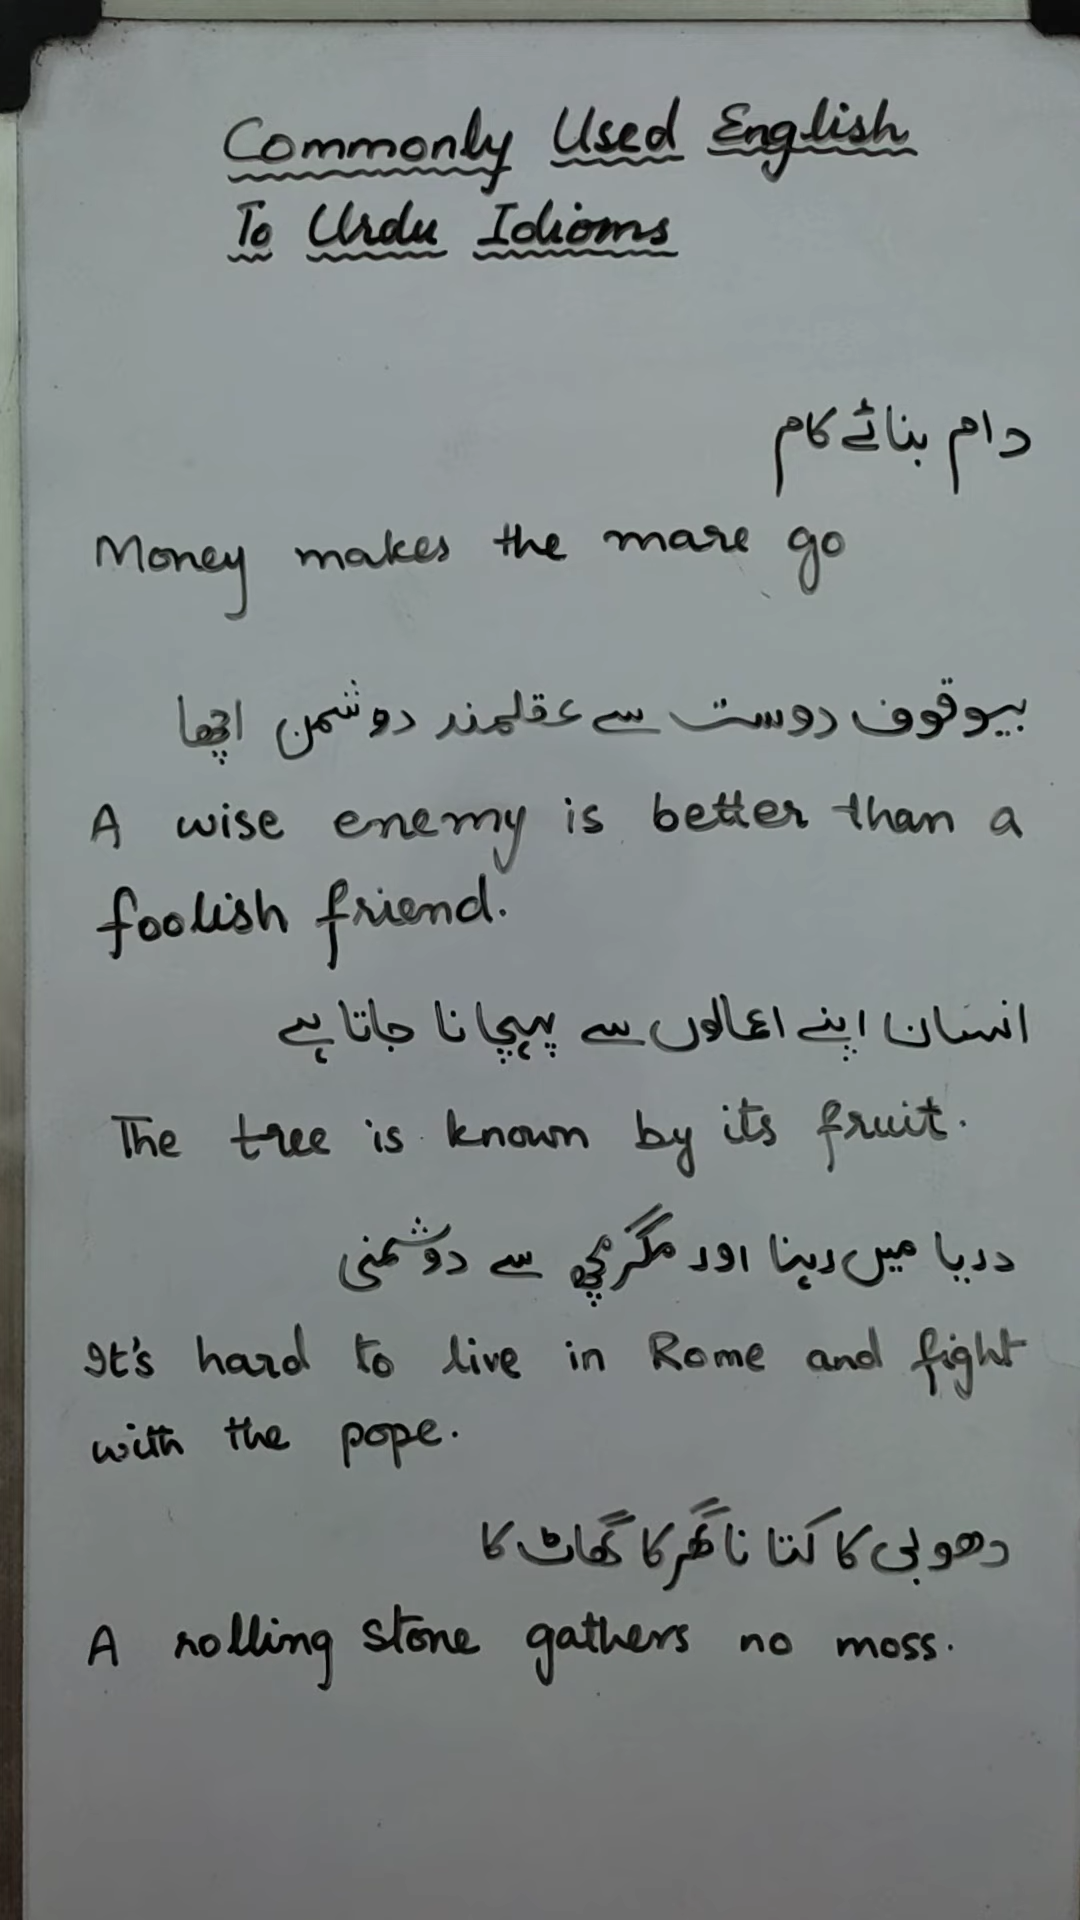 Commonly Used English
To Urdu Idioms
دام بنائے کام
Money makes the mare go
بیوقوف دوست سے عقلمند دوشمن اچھا
A wise enemy is better than a
foolish friend.
انسان اپنے اعمالوں سے پہچانا جاتا ہے
The tree is known by its fruit.
دریا میں رہنا اور مگرمچھ سے دوشمنی
It's hard to live in Rome and fight
with the pope.
دھوبی کا کتا نا گھر کا گھاٹ کا
A rolling stone gathers no moss.